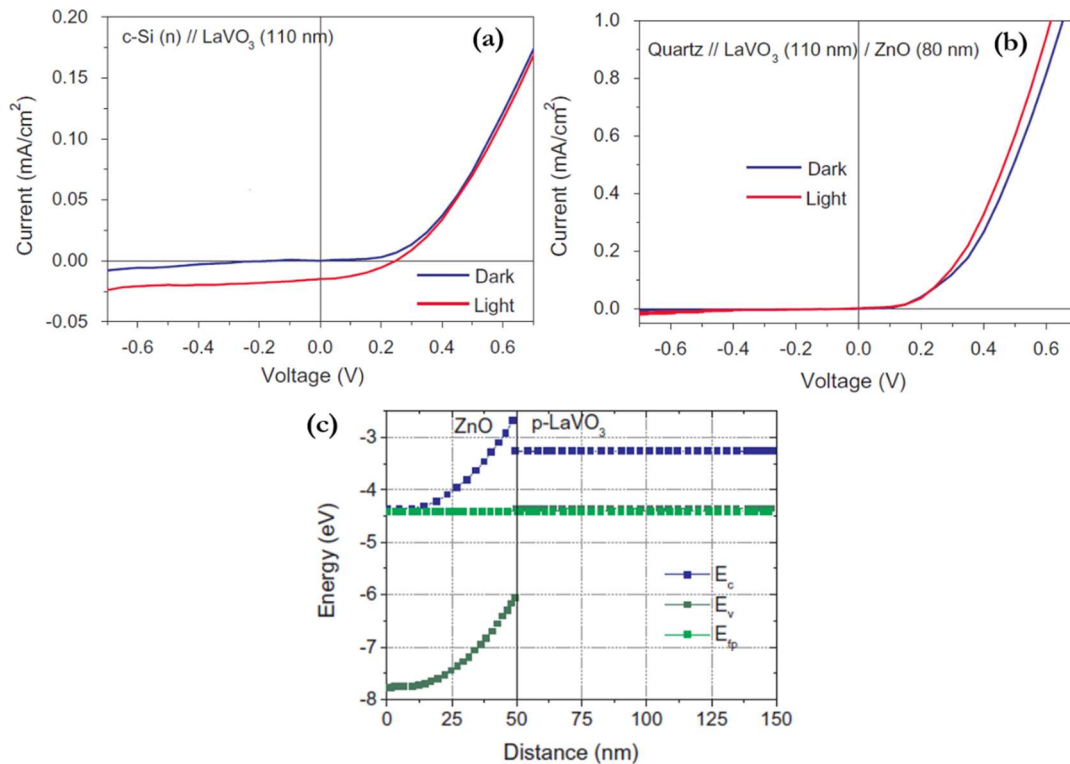 c-Si (n) // LaVO₃ (110 nm)
(a)
0.20
0.15
0.10
0.05
0.00
-0.05
Current (mA/cm²)
Dark
Light
-0.6 -0.4 -0.2 0.0 0.2 0.4 0.6
Voltage (V)
(b)
Quartz // LaVO₃ (110 nm) / ZnO (80 nm)
1.0
0.8
0.6
0.4
0.2
0.0
Current (mA/cm²)
Dark
Light
-0.6 -0.4 -0.2 0.0 0.2 0.4 0.6
Voltage (V)
(c)
ZnO p-LaVO₃
-3
-4
-5
-6
-7
-8
Energy (eV)
E_c
E_v
E_fp
0 25 50 75 100 125 150
Distance (nm)